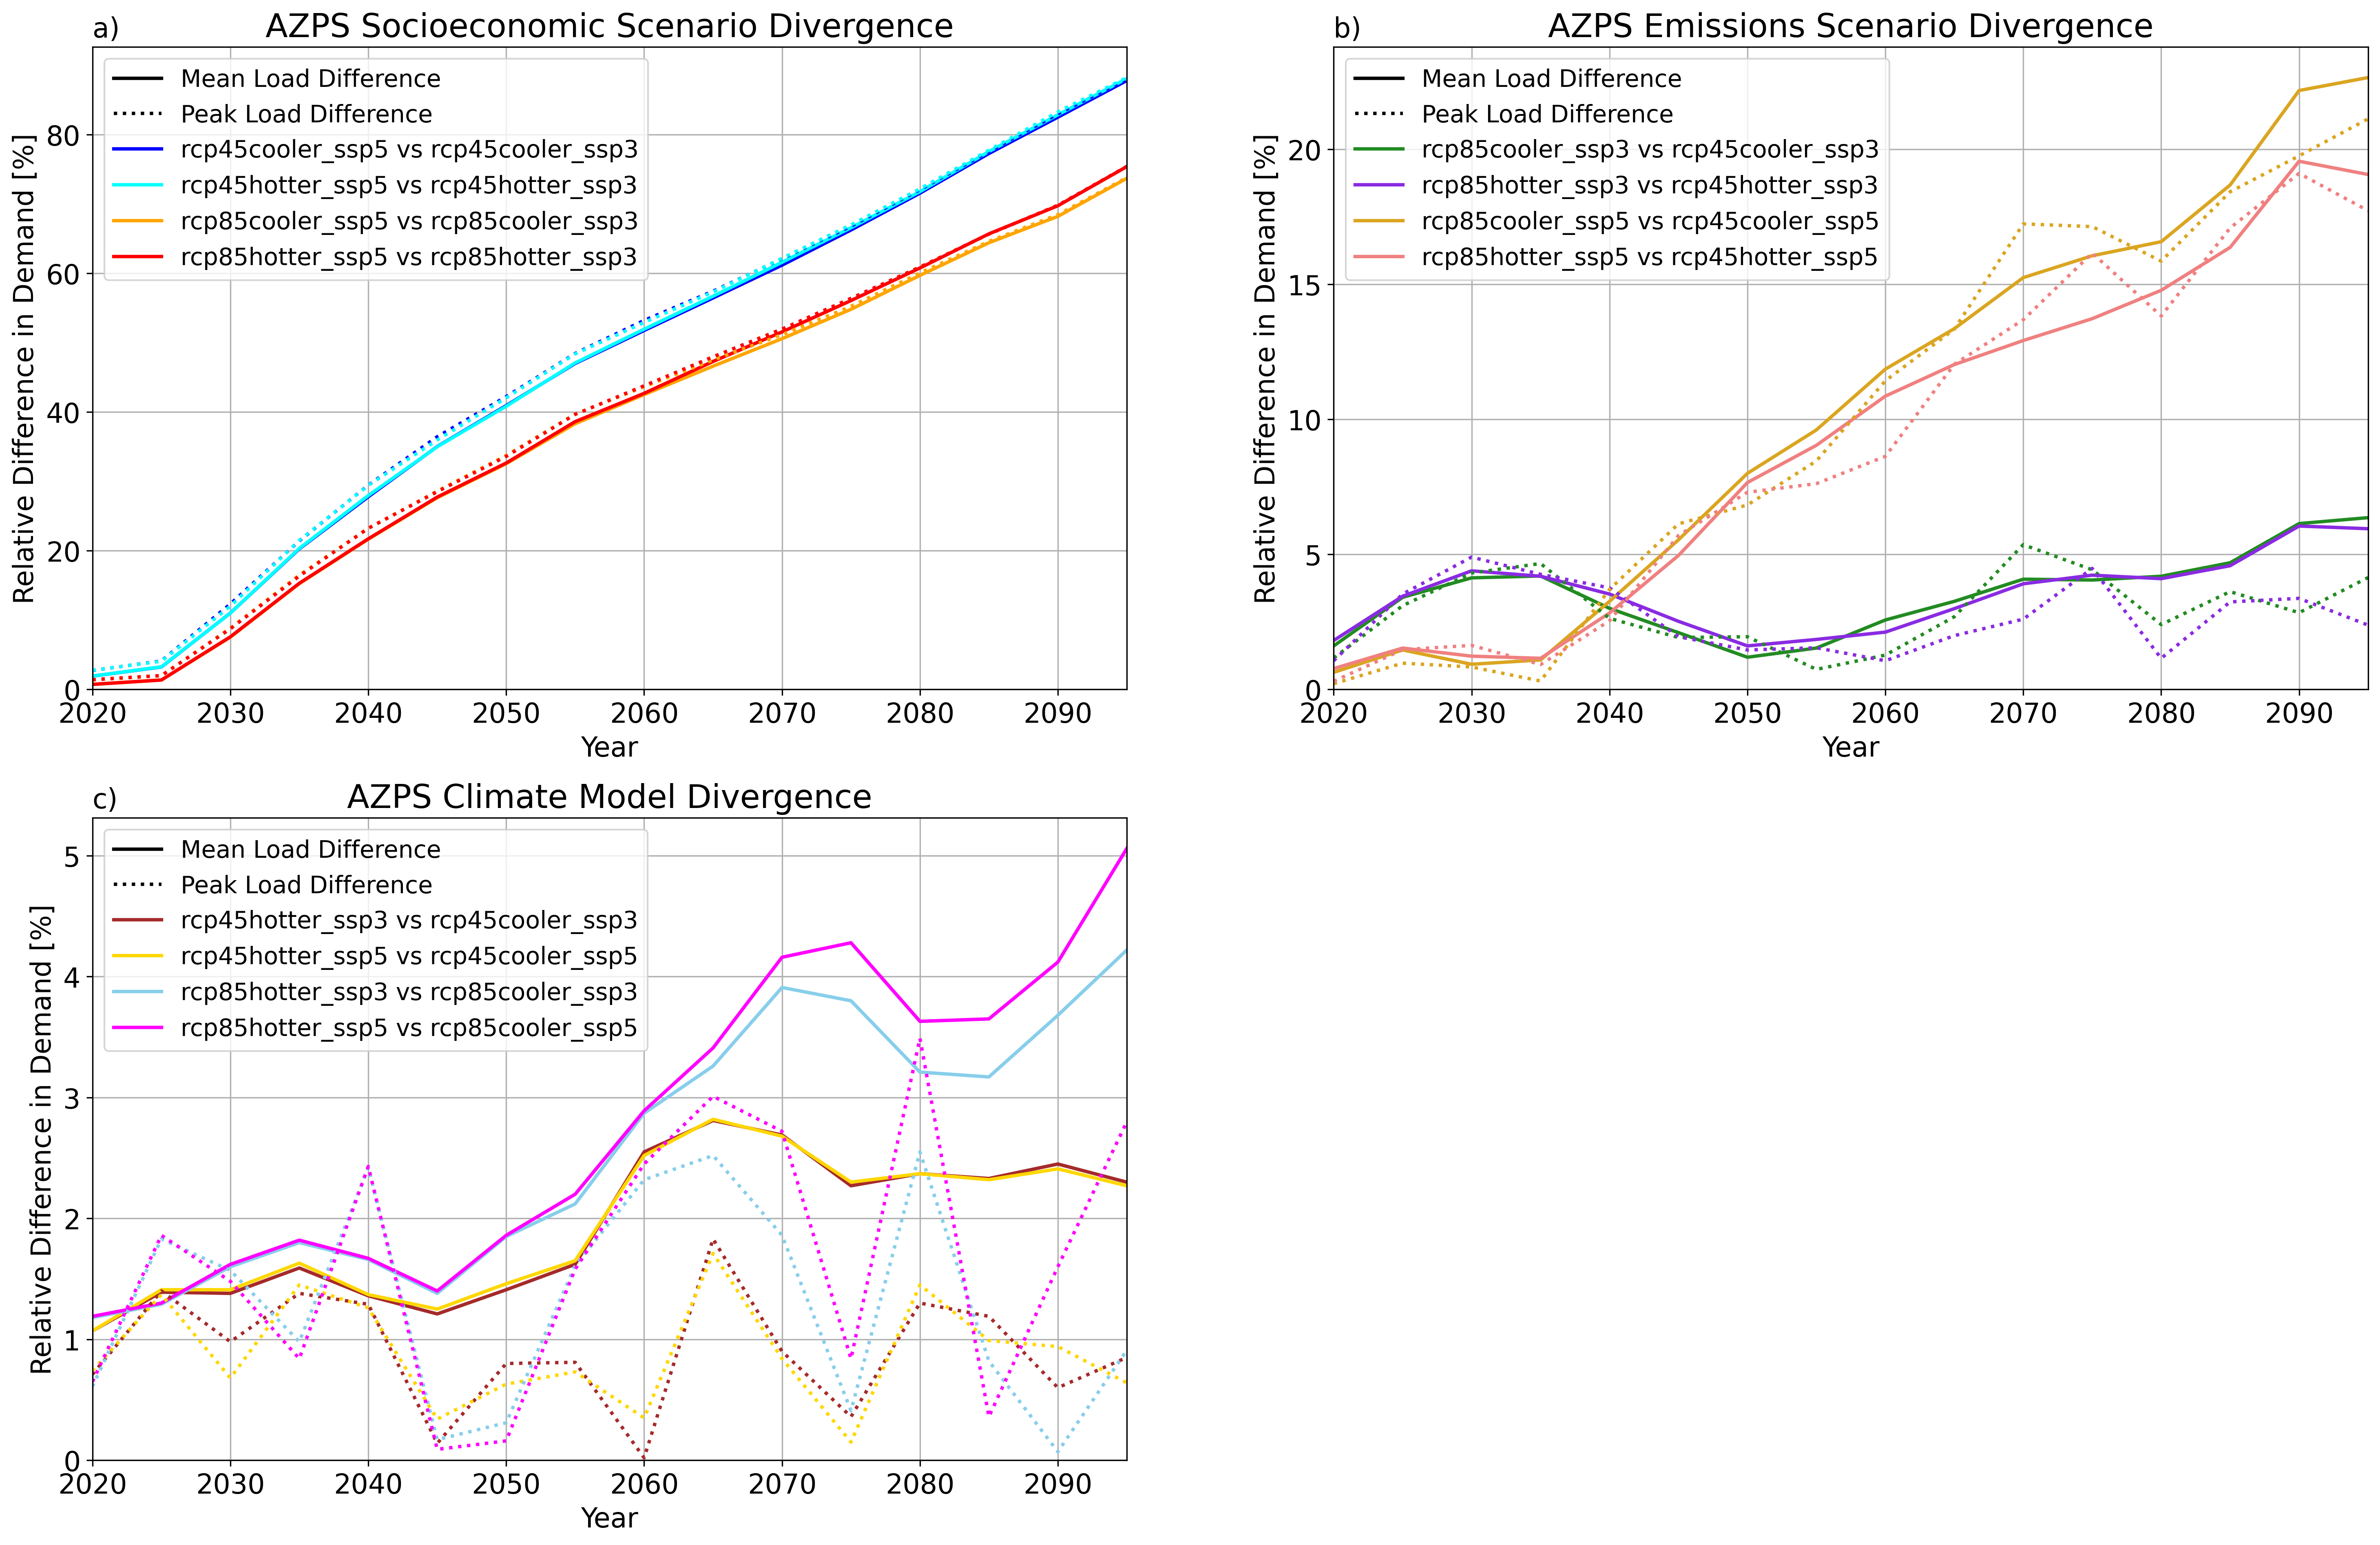 a)
AZPS Socioeconomic Scenario Divergence
Mean Load Difference
Peak Load Difference
rcp45cooler_ssp5 vs rcp45cooler_ssp3
rcp45hotter_ssp5 vs rcp45hotter_ssp3
rcp85cooler_ssp5 vs rcp85cooler_ssp3
rcp85hotter_ssp5 vs rcp85hotter_ssp3
Relative Difference in Demand [%]
80
60
40
20
0
2020 2030 2040 2050 2060 2070 2080 2090
Year
b)
AZPS Emissions Scenario Divergence
Mean Load Difference
Peak Load Difference
rcp85cooler_ssp3 vs rcp45cooler_ssp3
rcp85hotter_ssp3 vs rcp45hotter_ssp3
rcp85cooler_ssp5 vs rcp45cooler_ssp5
rcp85hotter_ssp5 vs rcp45hotter_ssp5
Relative Difference in Demand [%]
20
15
10
5
0
2020 2030 2040 2050 2060 2070 2080 2090
Year
c)
AZPS Climate Model Divergence
Mean Load Difference
Peak Load Difference
rcp45hotter_ssp3 vs rcp45cooler_ssp3
rcp45hotter_ssp5 vs rcp45cooler_ssp5
rcp85hotter_ssp3 vs rcp85cooler_ssp3
rcp85hotter_ssp5 vs rcp85cooler_ssp5
Relative Difference in Demand [%]
5
4
3
2
1
0
2020 2030 2040 2050 2060 2070 2080 2090
Year